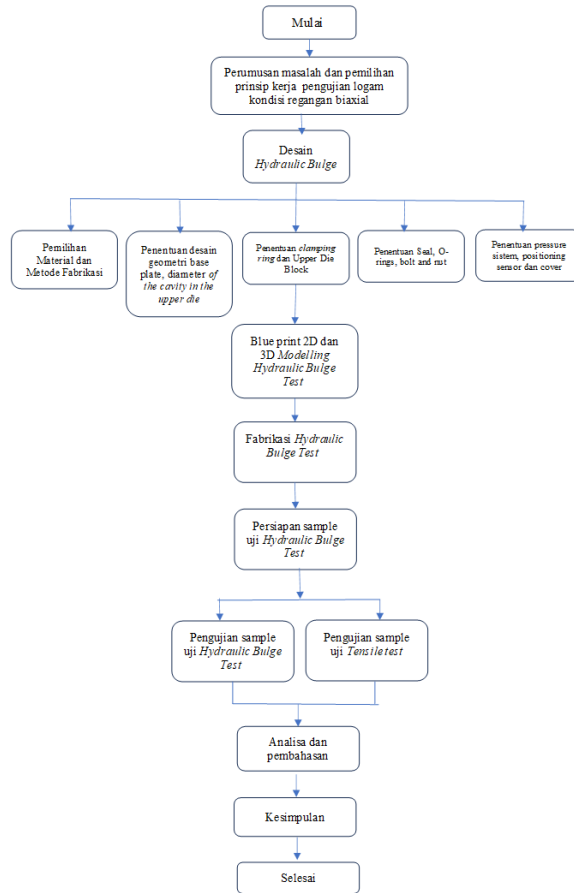 Mulai
Perumusan masalah dan pemilihan
prinsip kerja pengujian logam
kondisi regangan biaxial
Desain
Hydraulic Bulge
Pemilihan
Material dan
Metode Fabrikasi
Penentuan desain
geometri base
plate, diameter of
the cavity in the
upper die
Penentuan clamping
ring dan Upper Die
Block
Penentuan Seal, O-
rings, bolt and nut
Pentuan pressure
sistem, positioning
sensor dan cover
Blue print 2D dan
3D Modelling
Hydraulic Bulge
Test
Fabrikasi Hydraulic
Bulge Test
Persiapan sample
uji Hydraulic Bulge
Test
Pengujian sample
uji Hydraulic Bulge
Test
Pengujian sample
uji Tensile test
Analisa dan
pembahasan
Kesimpulan
Selesai